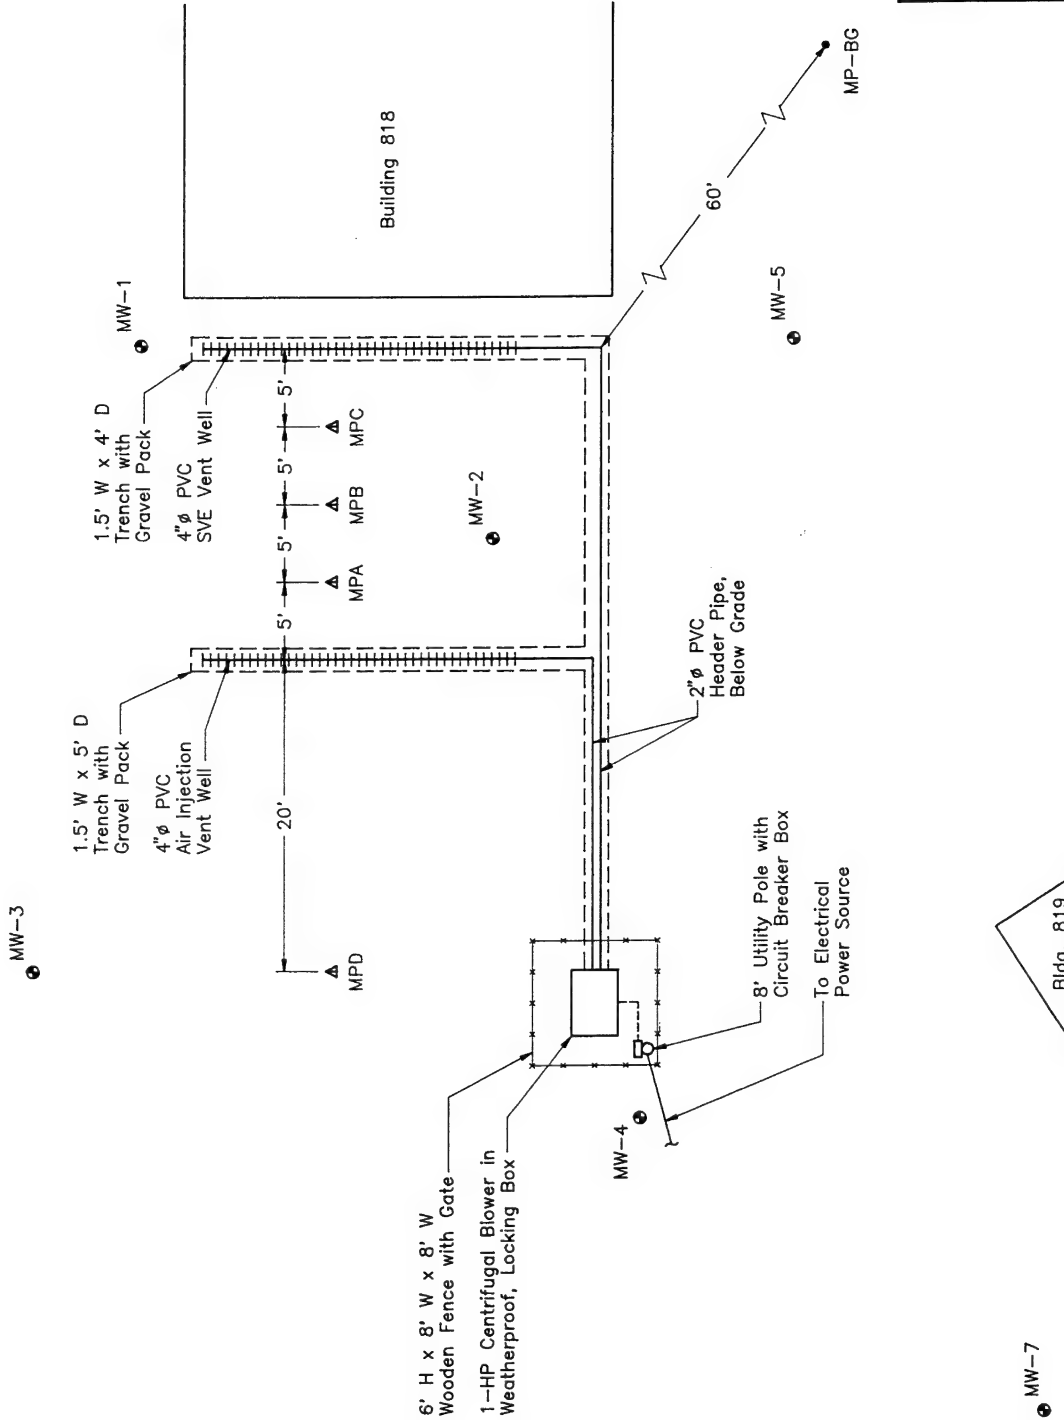 MW-3
1.5' W x 5' D
Trench with
Gravel Pack
4"ø PVC
Air Injection
Vent Well
1.5' W x 4' D
Trench with
Gravel Pack
4"ø PVC
SVE Vent Well
MW-1
20'
5'
5'
5'
5'
MPD
MPA
MPB
MPC
Building 818
MW-2
6' H x 8' W x 8' W
Wooden Fence with Gate
1-HP Centrifugal Blower in
Weatherproof, Locking Box
MW-4
2"ø PVC
Header Pipe,
Below Grade
8' Utility Pole with
Circuit Breaker Box
To Electrical
Power Source
60'
MW-5
MP-BG
MW-7
Bldg 819